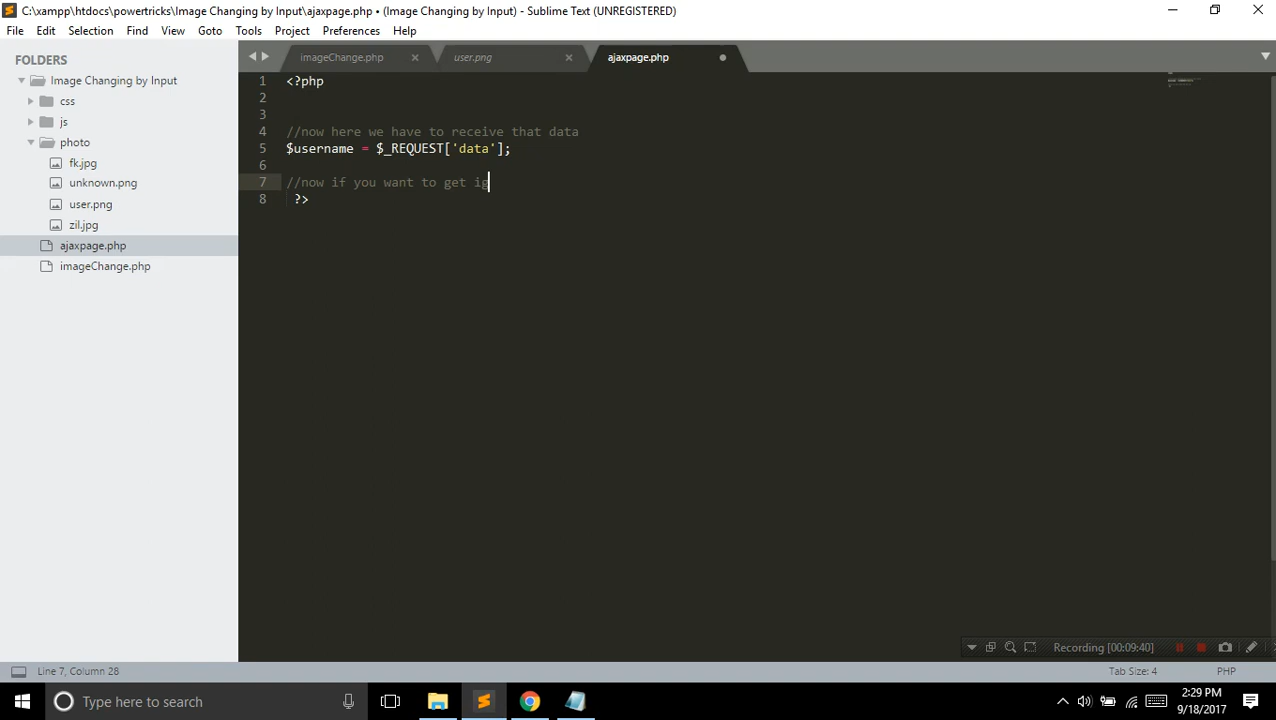 C:\xampp\htdocs\powertricks\Image Changing by Input\ajaxpage.php • (Image Changing by Input) - Sublime Text (UNREGISTERED)
File Edit Selection Find View Goto Tools Project Preferences Help
FOLDERS
Image Changing by Input
css
js
photo
fk.jpg
unknown.png
user.png
zil.jpg
ajaxpage.php
imageChange.php
imageChange.php user.png ajaxpage.php
1 <?php
2
3
4 //now here we have to receive that data
5 $username = $_REQUEST['data'];
6
7 //now if you want to get ig
8 ?>
Recording [00:09:40]
Line 7, Column 28 Tab Size: 4 PHP
Type here to search
2:29 PM
9/18/2017